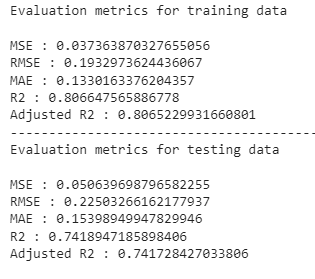 Evaluation metrics for training data
MSE : 0.037363870327655056
RMSE : 0.1932973624436067
MAE : 0.1330163376204357
R2 : 0.806647565886778
Adjusted R2 : 0.8065229931660801
----------------------------------------
Evaluation metrics for testing data
MSE : 0.050639698796582255
RMSE : 0.22503266162177937
MAE : 0.15398949947829946
R2 : 0.7418947185898406
Adjusted R2 : 0.741728427033806